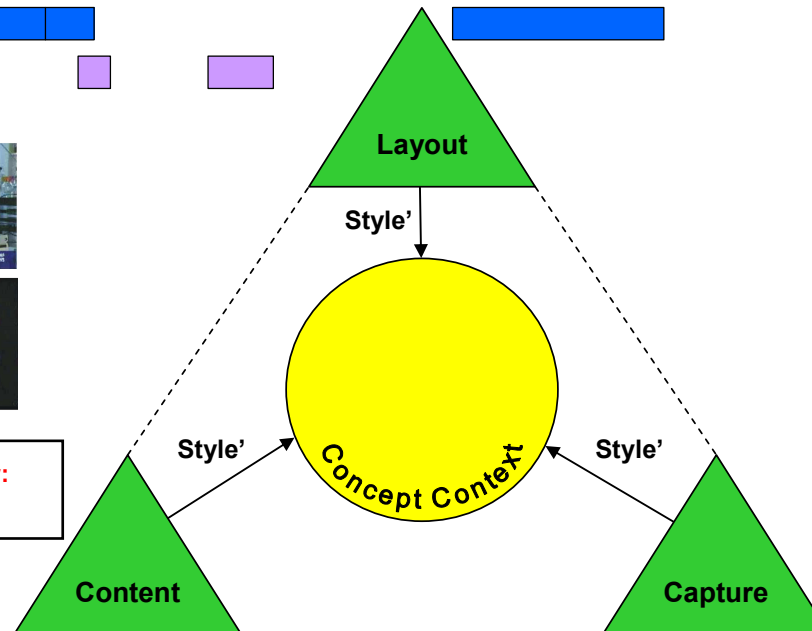 Layout
Style’
Style’
Style’
Concept Context
:
Content
Capture